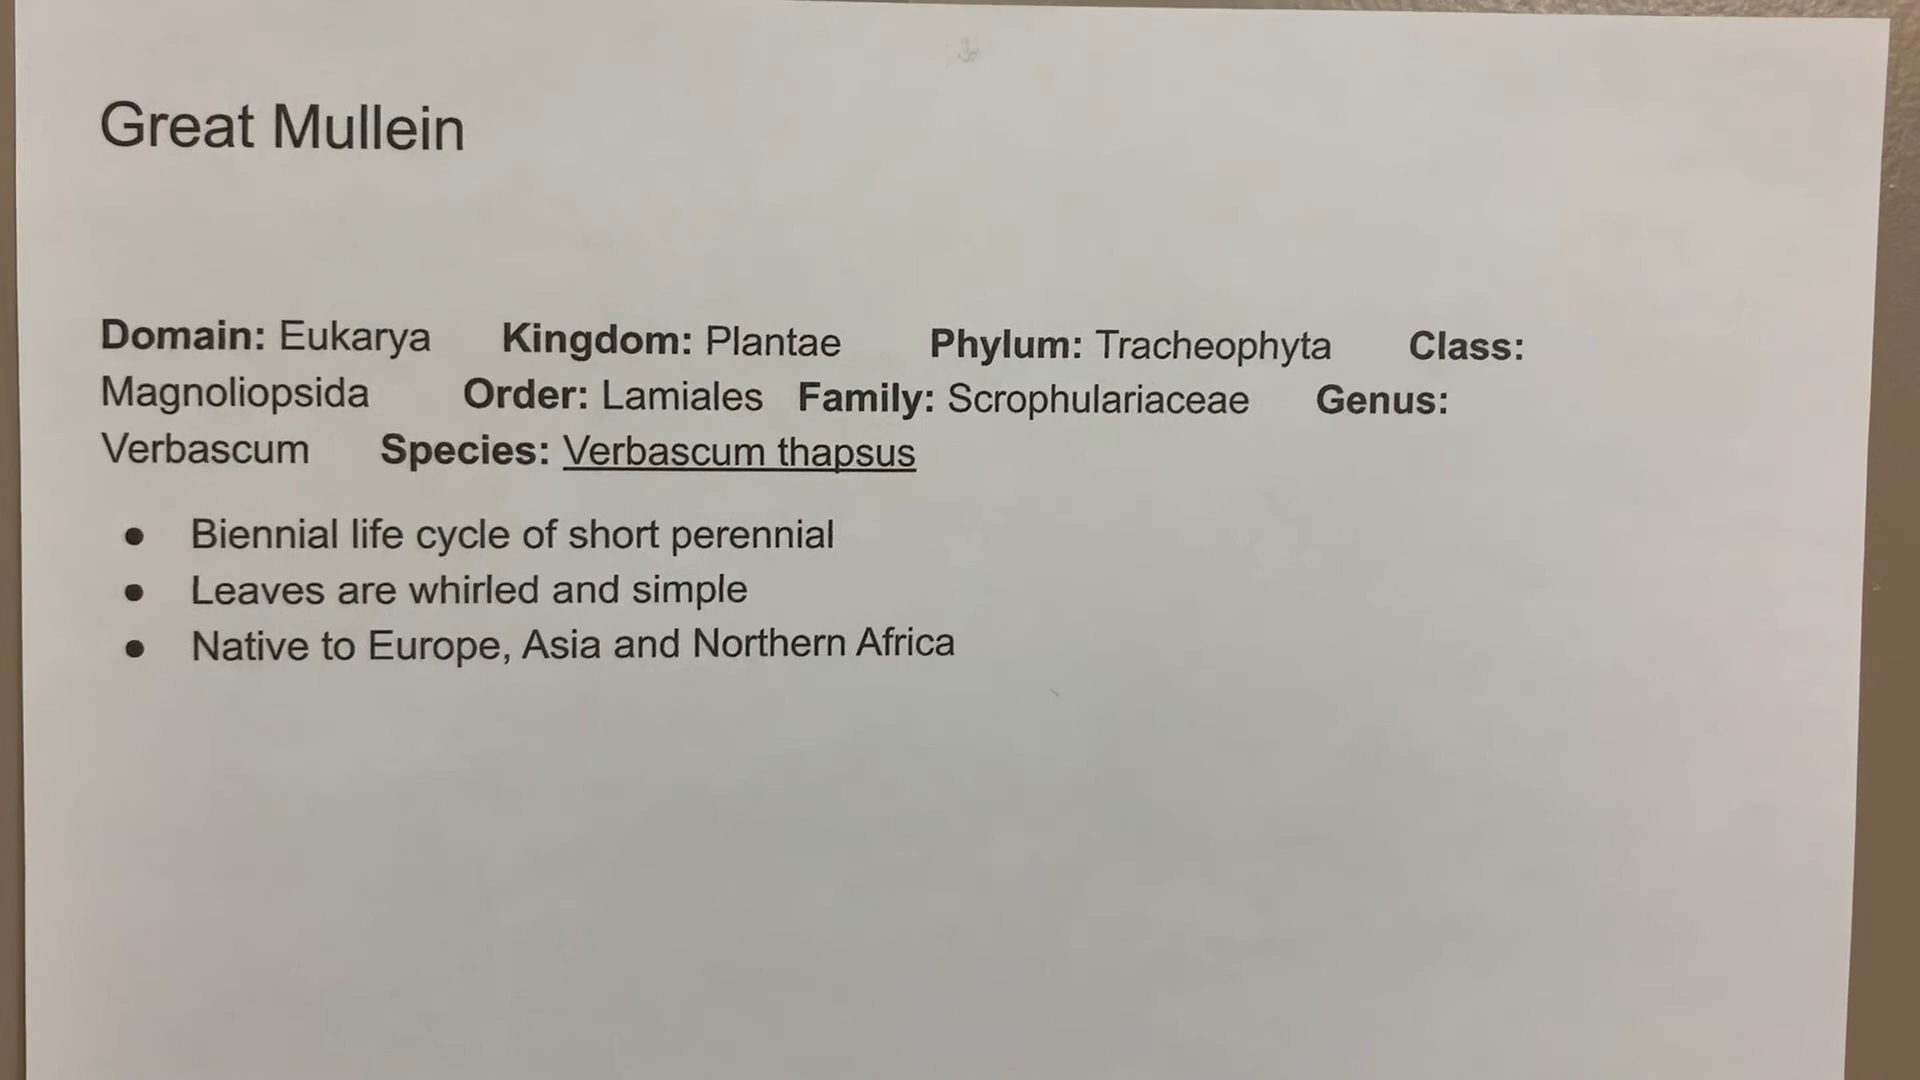 Great Mullein
Domain: Eukarya Kingdom: Plantae Phylum: Tracheophyta Class:
Magnoliopsida Order: Lamiales Family: Scrophulariaceae Genus:
Verbascum Species: Verbascum thapsus
● Biennial life cycle of short perennial
● Leaves are whirled and simple
● Native to Europe, Asia and Northern Africa